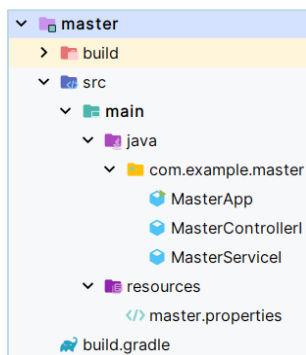 master
build
src
main
java
com.example.master
MasterApp
MasterControllerI
MasterServiceI
resources
master.properties
build.gradle